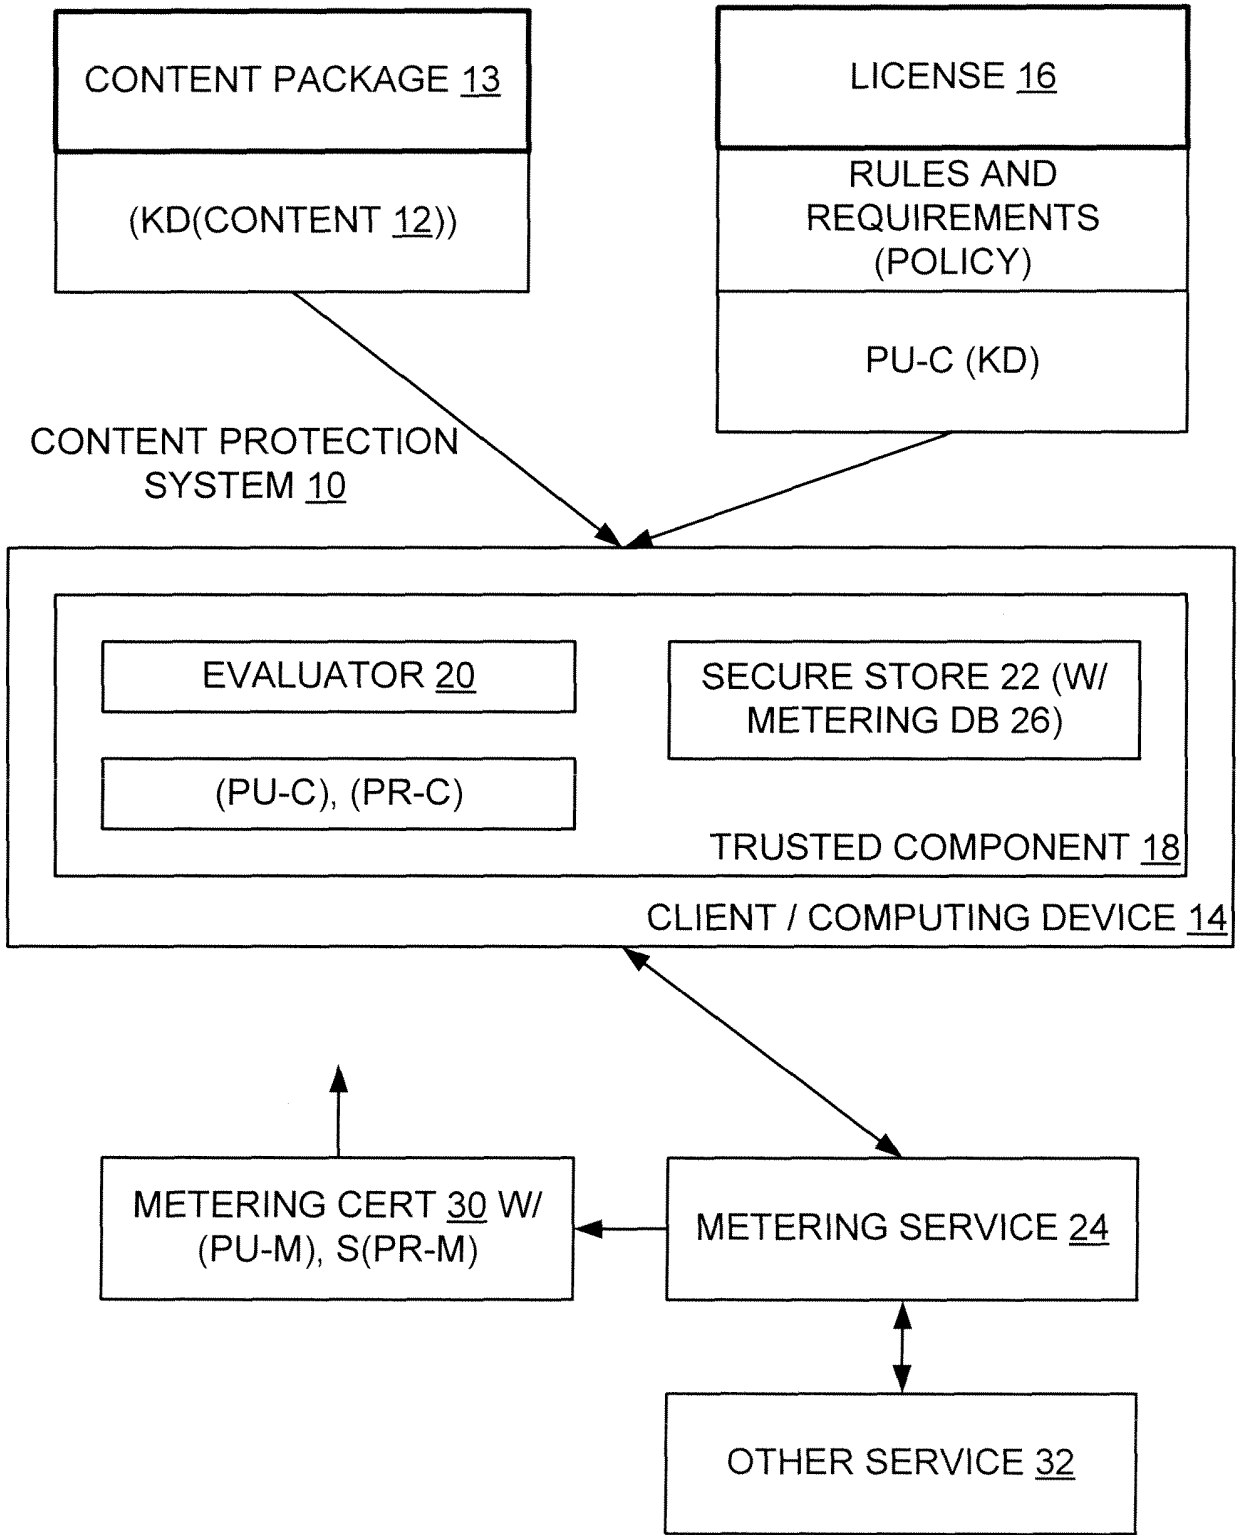 CONTENT PACKAGE 13
(KD(CONTENT 12))
LICENSE 16
RULES AND
REQUIREMENTS
(POLICY)
PU-C (KD)
CONTENT PROTECTION
SYSTEM 10
EVALUATOR 20
(PU-C), (PR-C)
SECURE STORE 22 (W/
METERING DB 26)
TRUSTED COMPONENT 18
CLIENT / COMPUTING DEVICE 14
METERING CERT 30 W/
(PU-M), S(PR-M)
METERING SERVICE 24
OTHER SERVICE 32